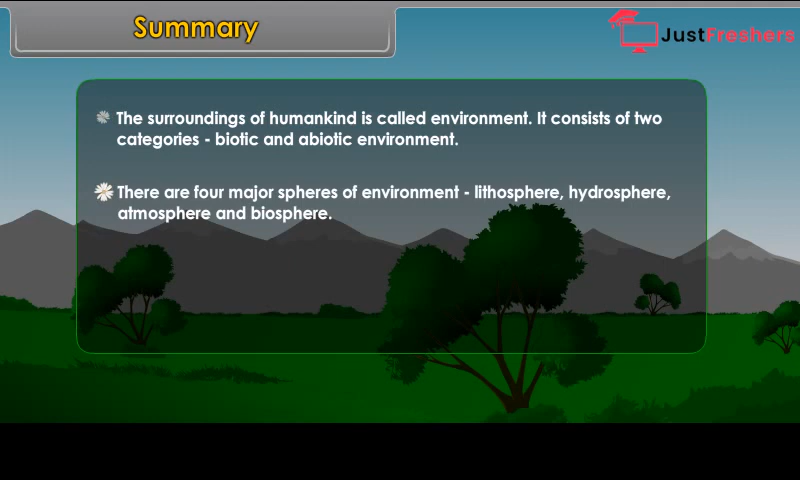 Summary
JustFreshers
The surroundings of humankind is called environment. It consists of two
categories - biotic and abiotic environment.
There are four major spheres of environment - lithosphere, hydrosphere,
atmosphere and biosphere.